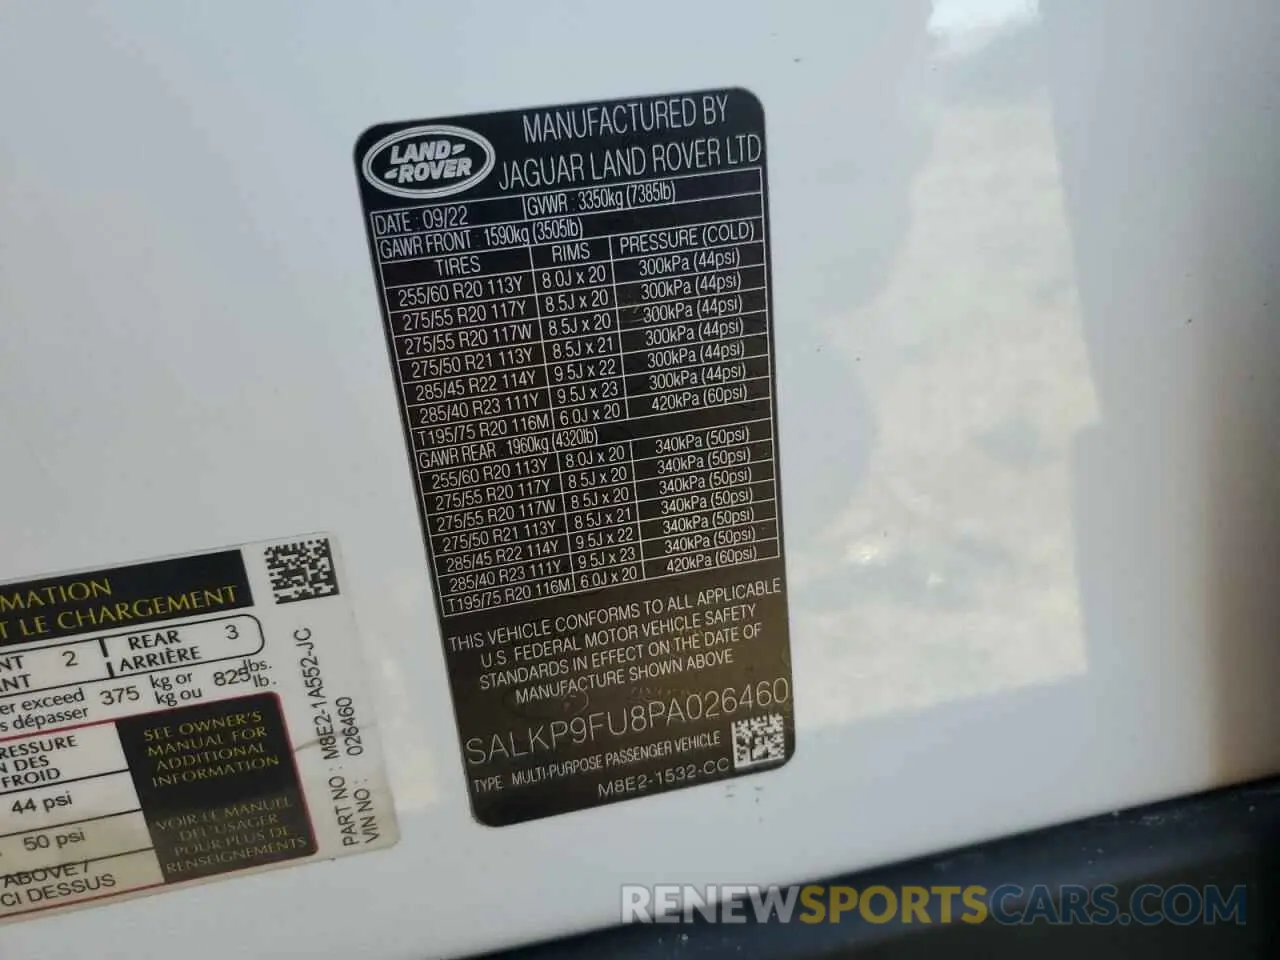 LAND-
-ROVER
MANUFACTURED BY
JAGUAR LAND ROVER LTD
DATE : 09/22 GVWR : 3350kg (7385lb)
GAWR FRONT : 1590kg (3505lb)
TIRES RIMS PRESSURE (COLD)
255/60 R20 113Y 8.0J x 20 300kPa (44psi)
275/55 R20 117Y 8.5J x 20 300kPa (44psi)
275/55 R20 117W 8.5J x 20 300kPa (44psi)
275/50 R21 113Y 8.5J x 21 300kPa (44psi)
285/45 R22 114Y 9.5J x 22 300kPa (44psi)
285/40 R23 111Y 9.5J x 23 300kPa (44psi)
T195/75 R20 116M 6.0J x 20 420kPa (60psi)
GAWR REAR : 1960kg (4320lb)
255/60 R20 113Y 8.0J x 20 340kPa (50psi)
275/55 R20 117Y 8.5J x 20 340kPa (50psi)
275/55 R20 117W 8.5J x 20 340kPa (50psi)
275/50 R21 113Y 8.5J x 21 340kPa (50psi)
285/45 R22 114Y 9.5J x 22 340kPa (50psi)
285/40 R23 111Y 9.5J x 23 340kPa (50psi)
T195/75 R20 116M 6.0J x 20 420kPa (60psi)
THIS VEHICLE CONFORMS TO ALL APPLICABLE
U.S. FEDERAL MOTOR VEHICLE SAFETY
STANDARDS IN EFFECT ON THE DATE OF
MANUFACTURE SHOWN ABOVE
SALKP9FU8PA026460
TYPE MULTI-PURPOSE PASSENGER VEHICLE
M8E2-1532-CC
MATION
T LE CHARGEMENT
NT 2 REAR 3
ANT ARRIÈRE
er exceed 375 kg or 825 lbs.
s dépasser kg ou lb.
RESSURE
N DES
FROID
44 psi
50 psi
ABOVE /
CI DESSUS
SEE OWNER'S
MANUAL FOR
ADDITIONAL
INFORMATION
VOIR LE MANUEL
DE L'USAGER
POUR PLUS DE
RENSEIGNEMENTS
PART NO : M8E2-1A552-JC
VIN NO : 026460
RENEWSPORTSCARS.COM